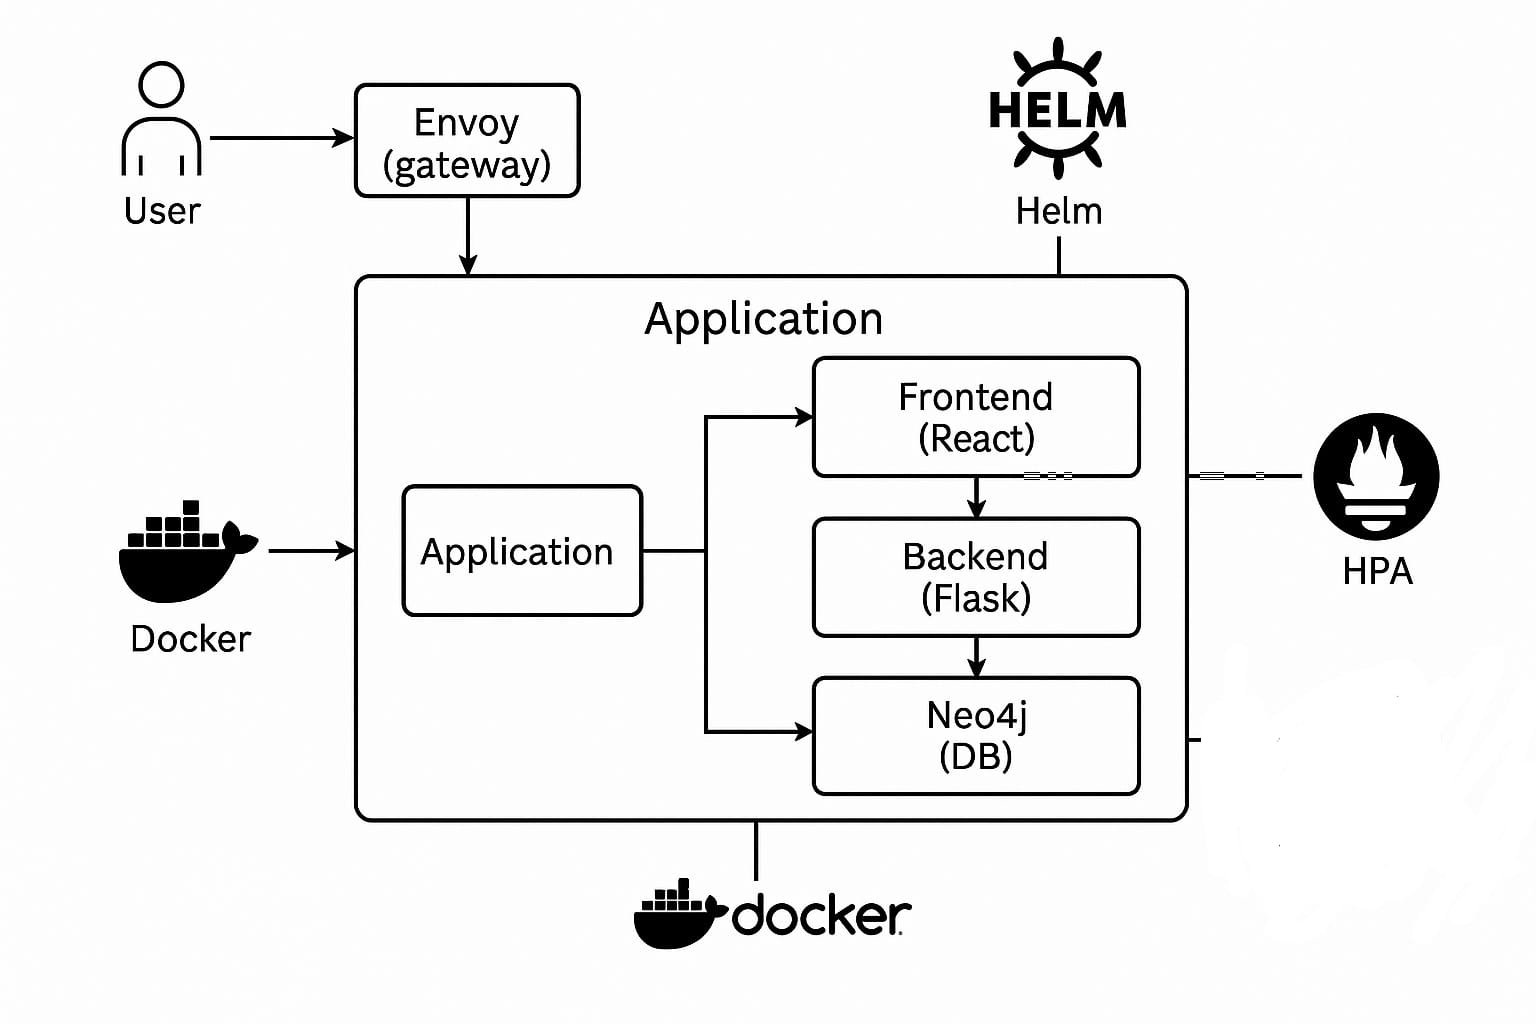 Envoy
(gateway)
User
HELM
Helm
Application
Frontend
(React)
Application
Backend
(Flask)
Docker
HPA
Neo4j
(DB)
docker